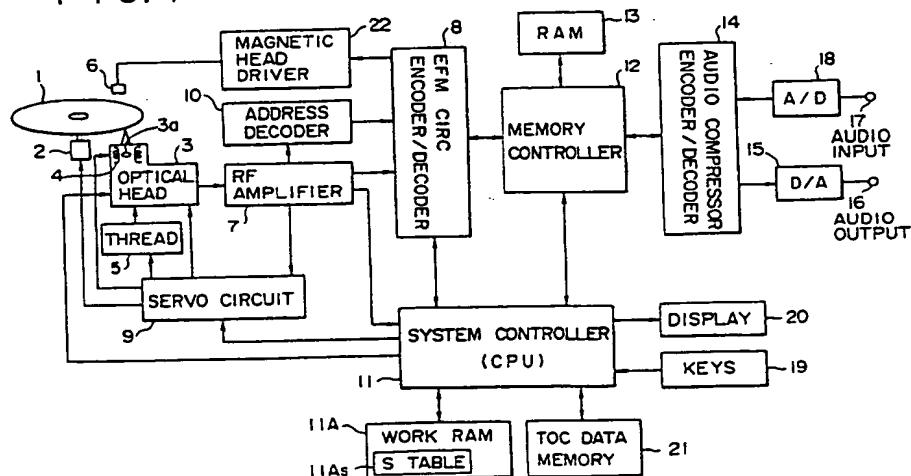 13
RAM
14
8
22
MAGNETIC
HEAD
DRIVER
6
12
18
EFM CIRC
ENCODER/DECODER
AUDIO COMPRESSOR
ENCODER/DECODER
A/D
1
10
ADDRESS
DECODER
MEMORY
CONTROLLER
17
AUDIO
INPUT
3a
3
2
4
OPTICAL
HEAD
RF
AMPLIFIER
7
15
D/A
16
AUDIO
OUTPUT
THREAD
5
SERVO CIRCUIT
9
SYSTEM CONTROLLER
(CPU)
11
DISPLAY
20
KEYS
19
11A
WORK RAM
S TABLE
11As
TOC DATA
MEMORY
21